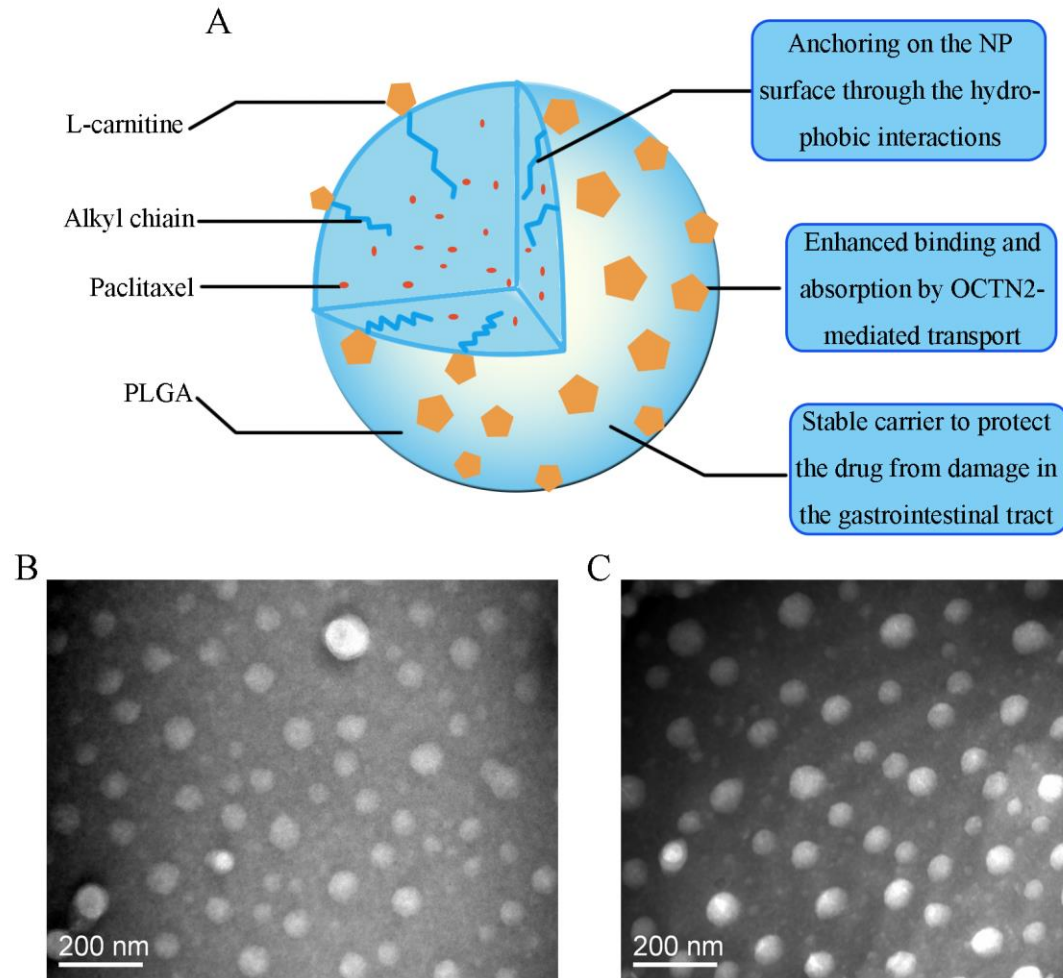 A
L-carnitine
Alkyl chiain
Paclitaxel
PLGA
Anchoring on the NP
surface through the hydro-
phobic interactions
Enhanced binding and
absorption by OCTN2-
mediated transport
Stable carrier to protect
the drug from damage in
the gastrointestinal tract
B
200 nm
C
200 nm